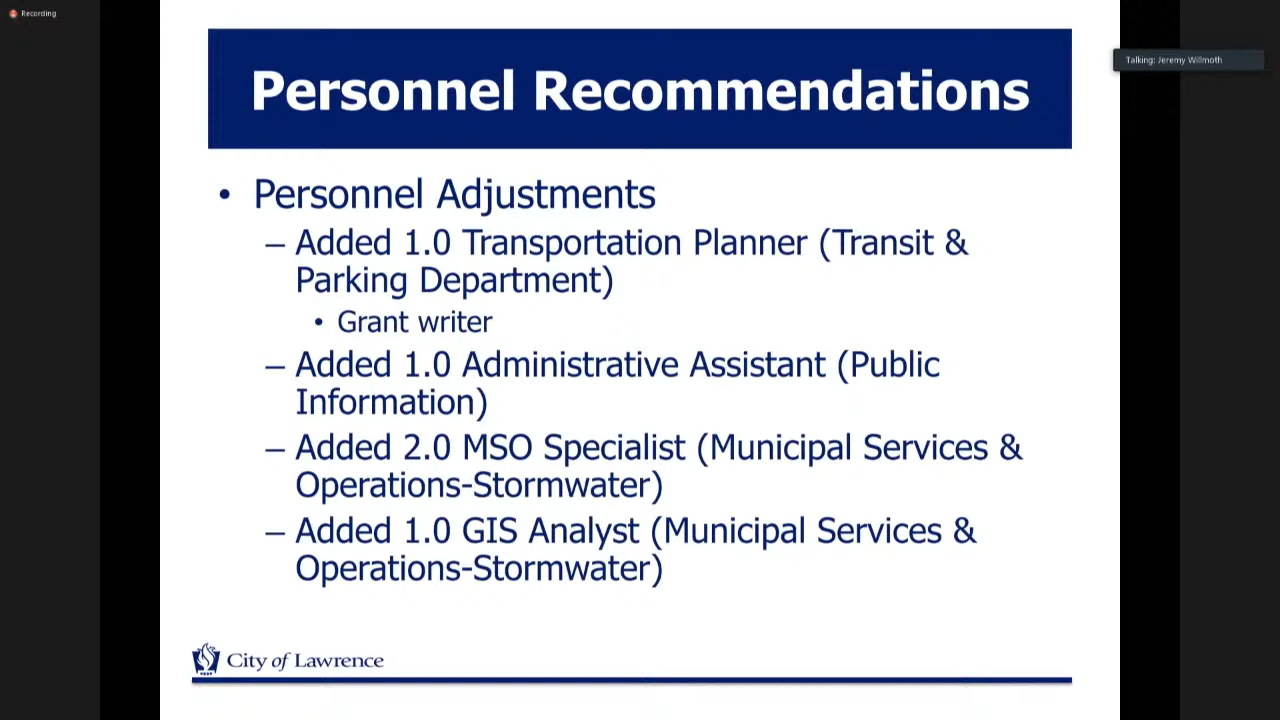 Recording
Talking: Jeremy Willmoth
Personnel Recommendations
• Personnel Adjustments
– Added 1.0 Transportation Planner (Transit &
Parking Department)
• Grant writer
– Added 1.0 Administrative Assistant (Public
Information)
– Added 2.0 MSO Specialist (Municipal Services &
Operations-Stormwater)
– Added 1.0 GIS Analyst (Municipal Services &
Operations-Stormwater)
City of Lawrence